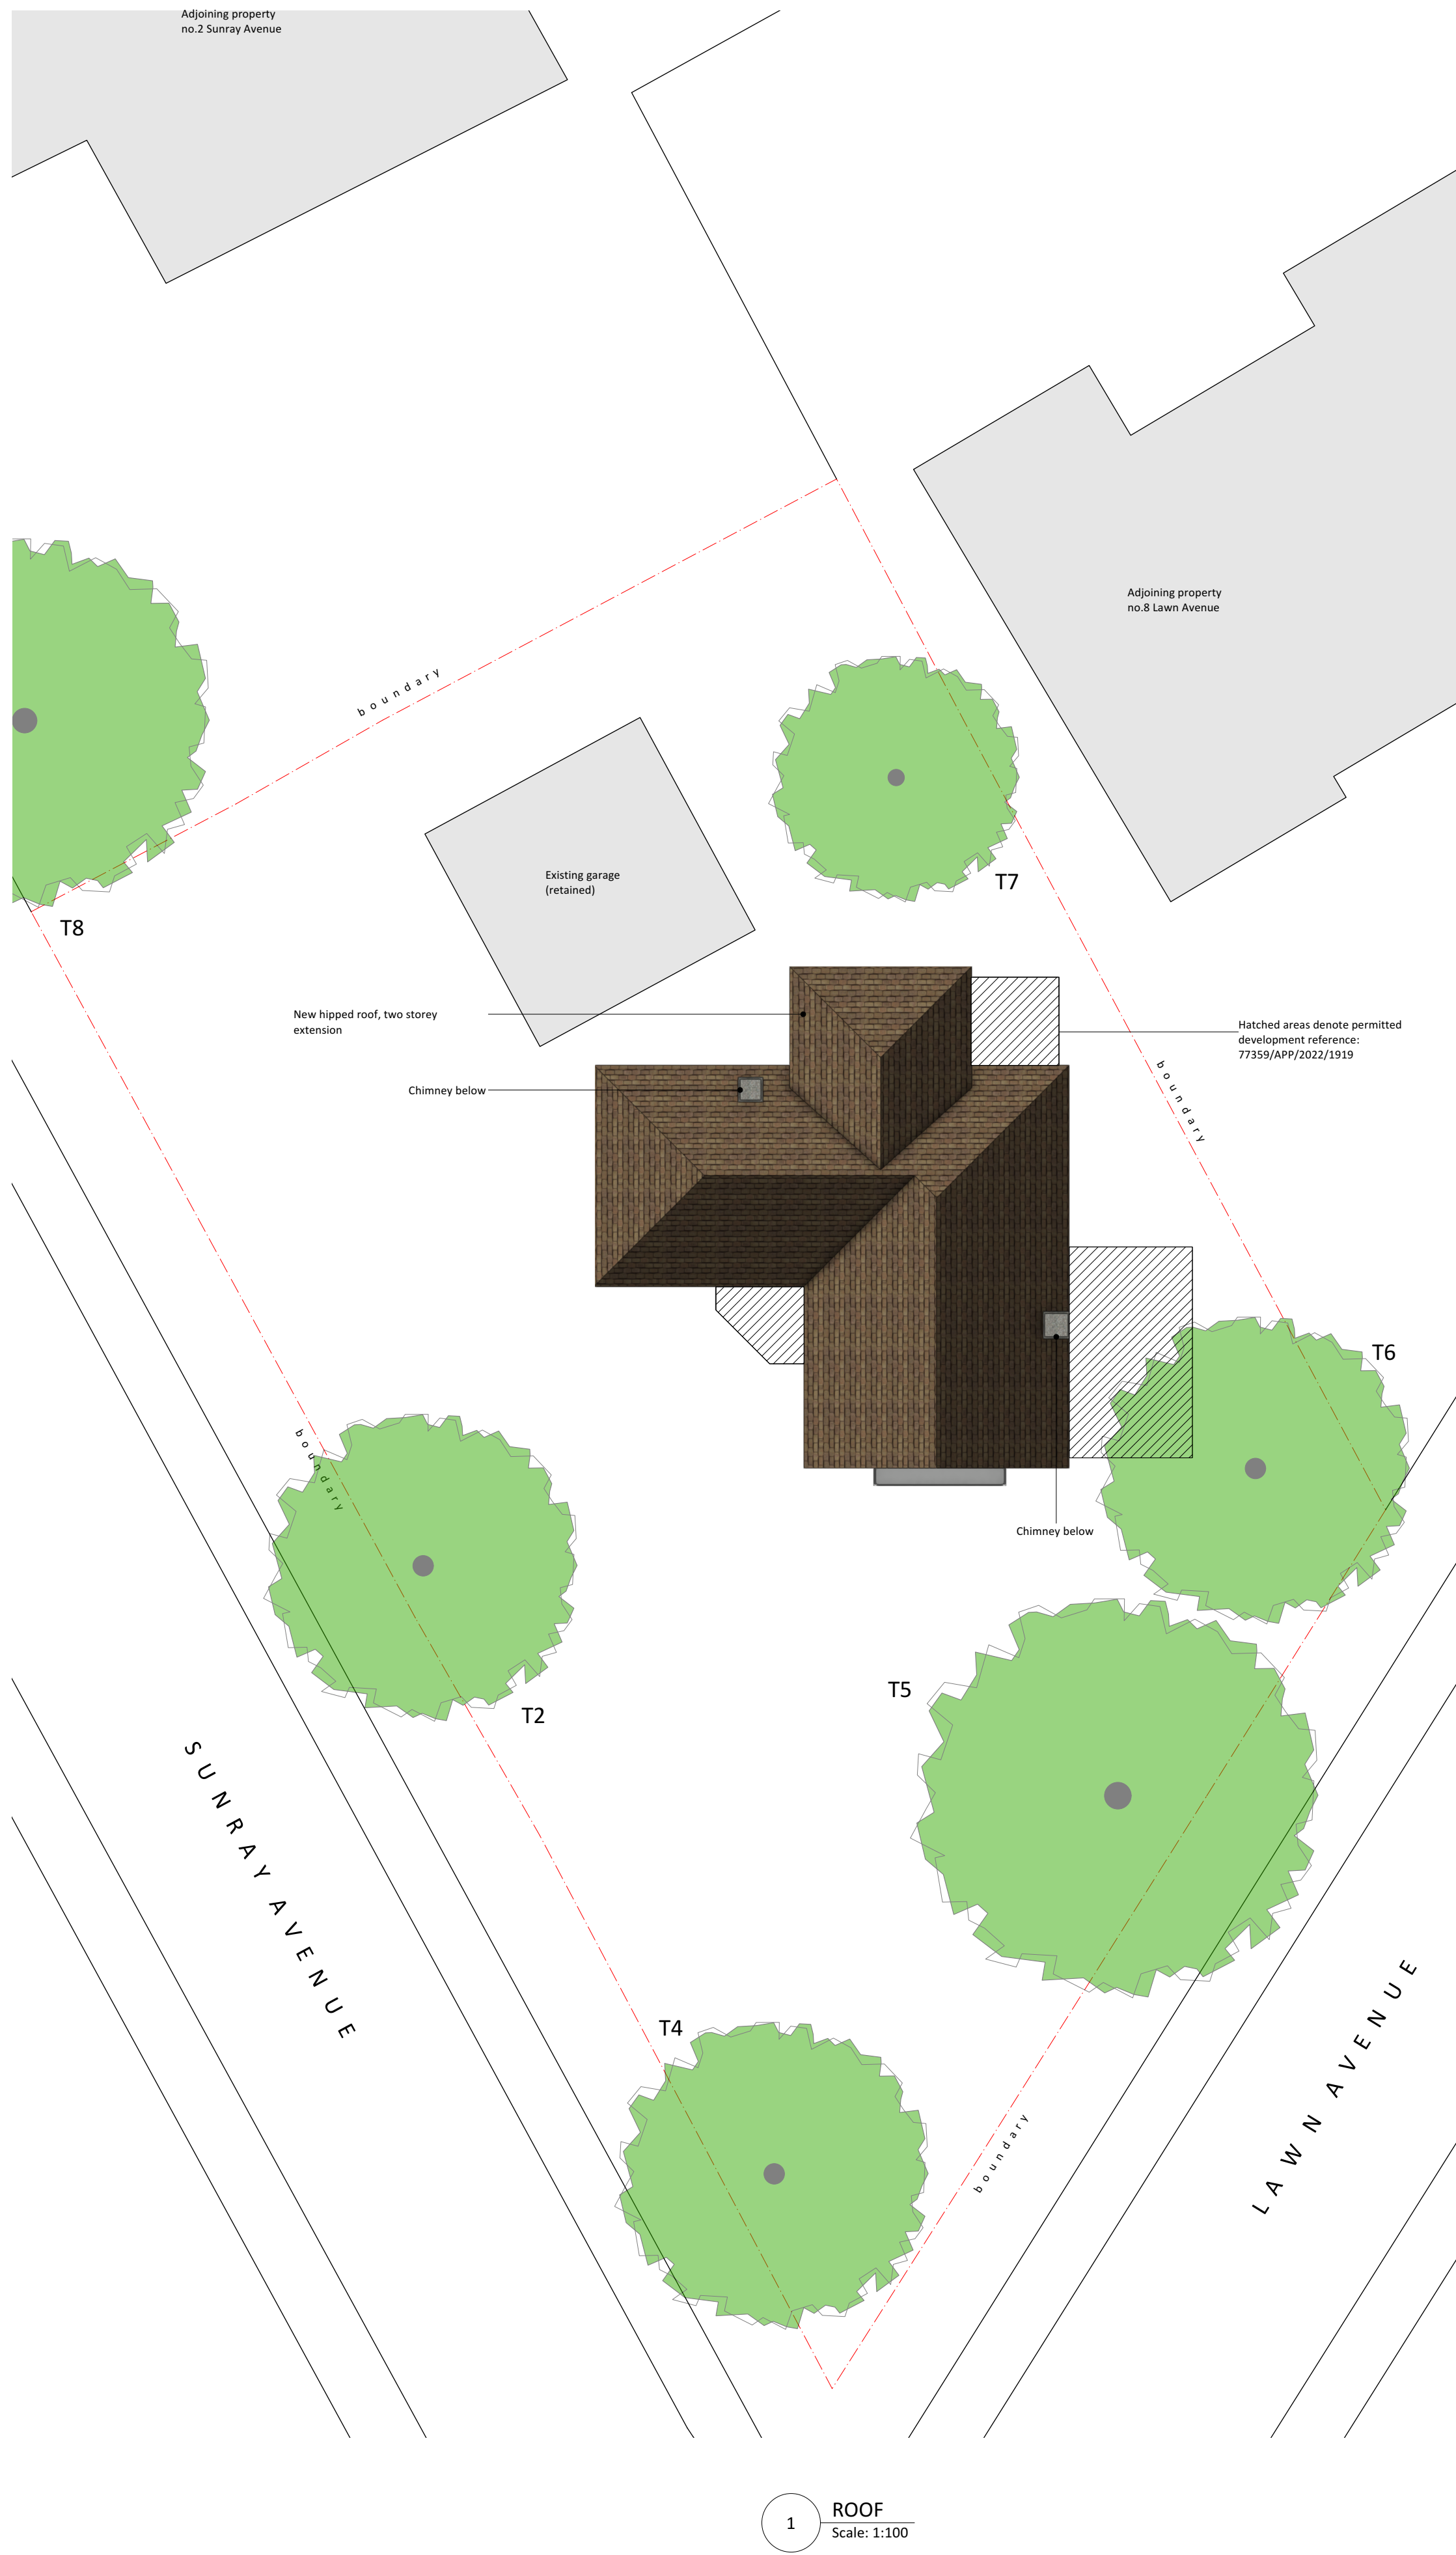 Adjoining property
no.2 Sunray Avenue
Adjoining property
no.8 Lawn Avenue
boundary
Existing garage
(retained)
T7
T8
New hipped roof, two storey
extension
Hatched areas denote permitted
development reference:
77359/APP/2022/1919
Chimney below
boundary
T6
boundary
Chimney below
T5
T2
SUNRAY AVENUE
LAWN AVENUE
T4
boundary
1
ROOF
Scale: 1:100